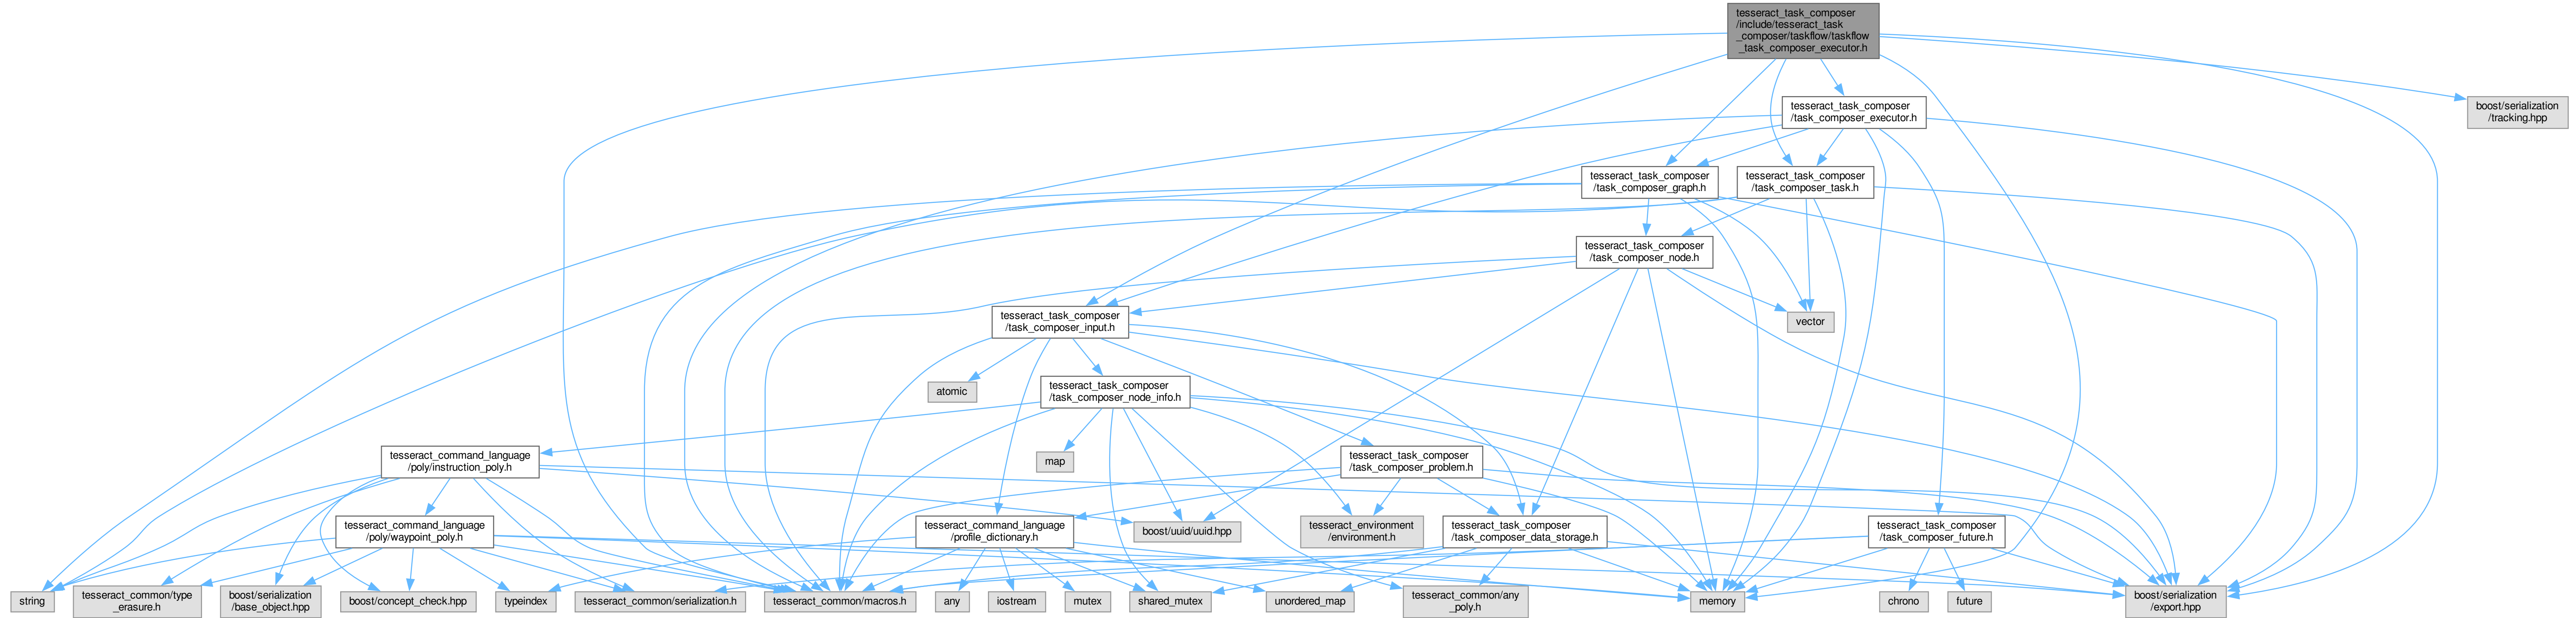 tesseract_task_composer
/include/tesseract_task
_composer/taskflow/taskflow
_task_composer_executor.h
tesseract_task_composer
/task_composer_executor.h
boost/serialization
/tracking.hpp
tesseract_task_composer
/task_composer_graph.h
tesseract_task_composer
/task_composer_task.h
tesseract_task_composer
/task_composer_node.h
tesseract_task_composer
/task_composer_input.h
vector
atomic
tesseract_task_composer
/task_composer_node_info.h
tesseract_command_language
/poly/instruction_poly.h
map
tesseract_task_composer
/task_composer_problem.h
tesseract_command_language
/poly/waypoint_poly.h
tesseract_command_language
/profile_dictionary.h
boost/uuid/uuid.hpp
tesseract_environment
/environment.h
tesseract_task_composer
/task_composer_data_storage.h
tesseract_task_composer
/task_composer_future.h
string
tesseract_common/type
_erasure.h
boost/serialization
/base_object.hpp
boost/concept_check.hpp
typeindex
tesseract_common/serialization.h
tesseract_common/macros.h
any
iostream
mutex
shared_mutex
unordered_map
tesseract_common/any
_poly.h
memory
chrono
future
boost/serialization
/export.hpp